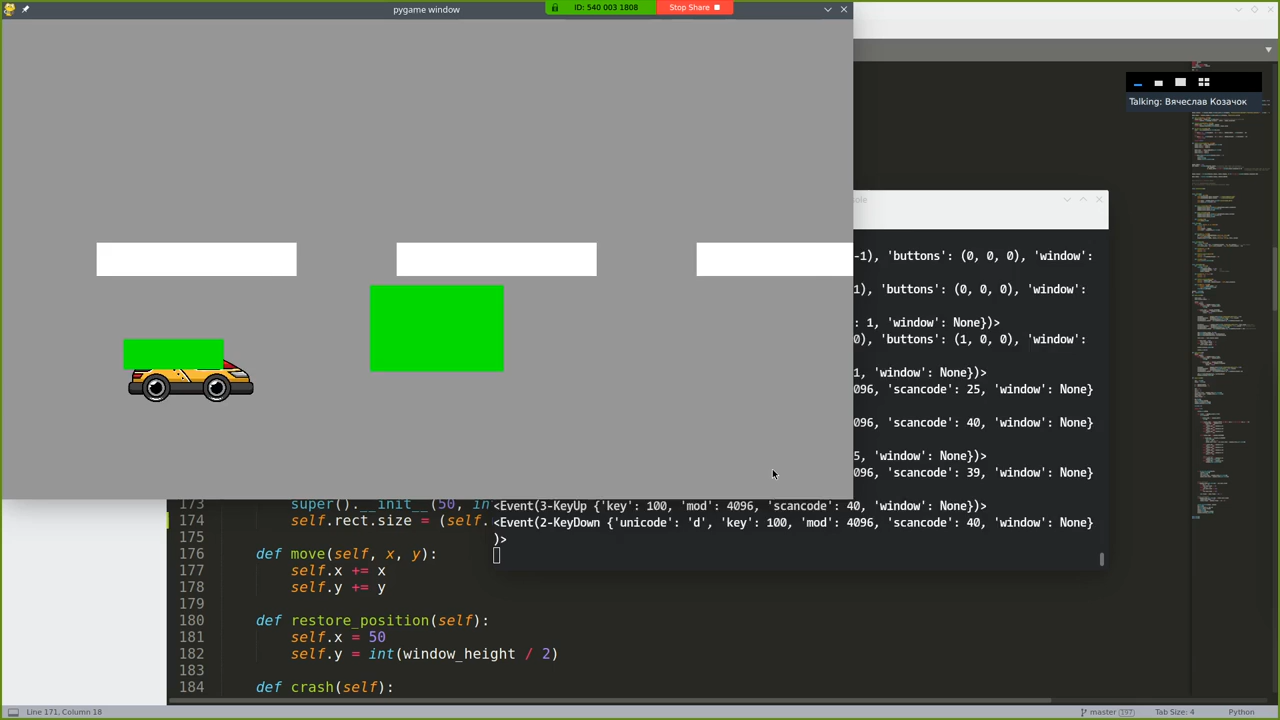 pygame window
ID: 540 003 1808
Stop Share
Talking: Вячеслав Козачок
-1), 'buttons': (0, 0, 0), 'window':
1), 'buttons': (0, 0, 0), 'window':
: 1, 'window': None})>
0), 'buttons': (1, 0, 0), 'window':
1, 'window': None})>
096, 'scancode': 25, 'window': None}
096, 'scancode': 40, 'window': None}
5, 'window': None})>
096, 'scancode': 39, 'window': None}
<Event(3-KeyUp {'key': 100, 'mod': 4096, 'scancode': 40, 'window': None})>
<Event(2-KeyDown {'unicode': 'd', 'key': 100, 'mod': 4096, 'scancode': 40, 'window': None}
)>
173 super().__init__(50, in
174 self.rect.size = (self.
175
176 def move(self, x, y):
177 self.x += x
178 self.y += y
179
180 def restore_position(self):
181 self.x = 50
182 self.y = int(window_height / 2)
183
184 def crash(self):
Line 171, Column 18
master 197
Tab Size: 4
Python